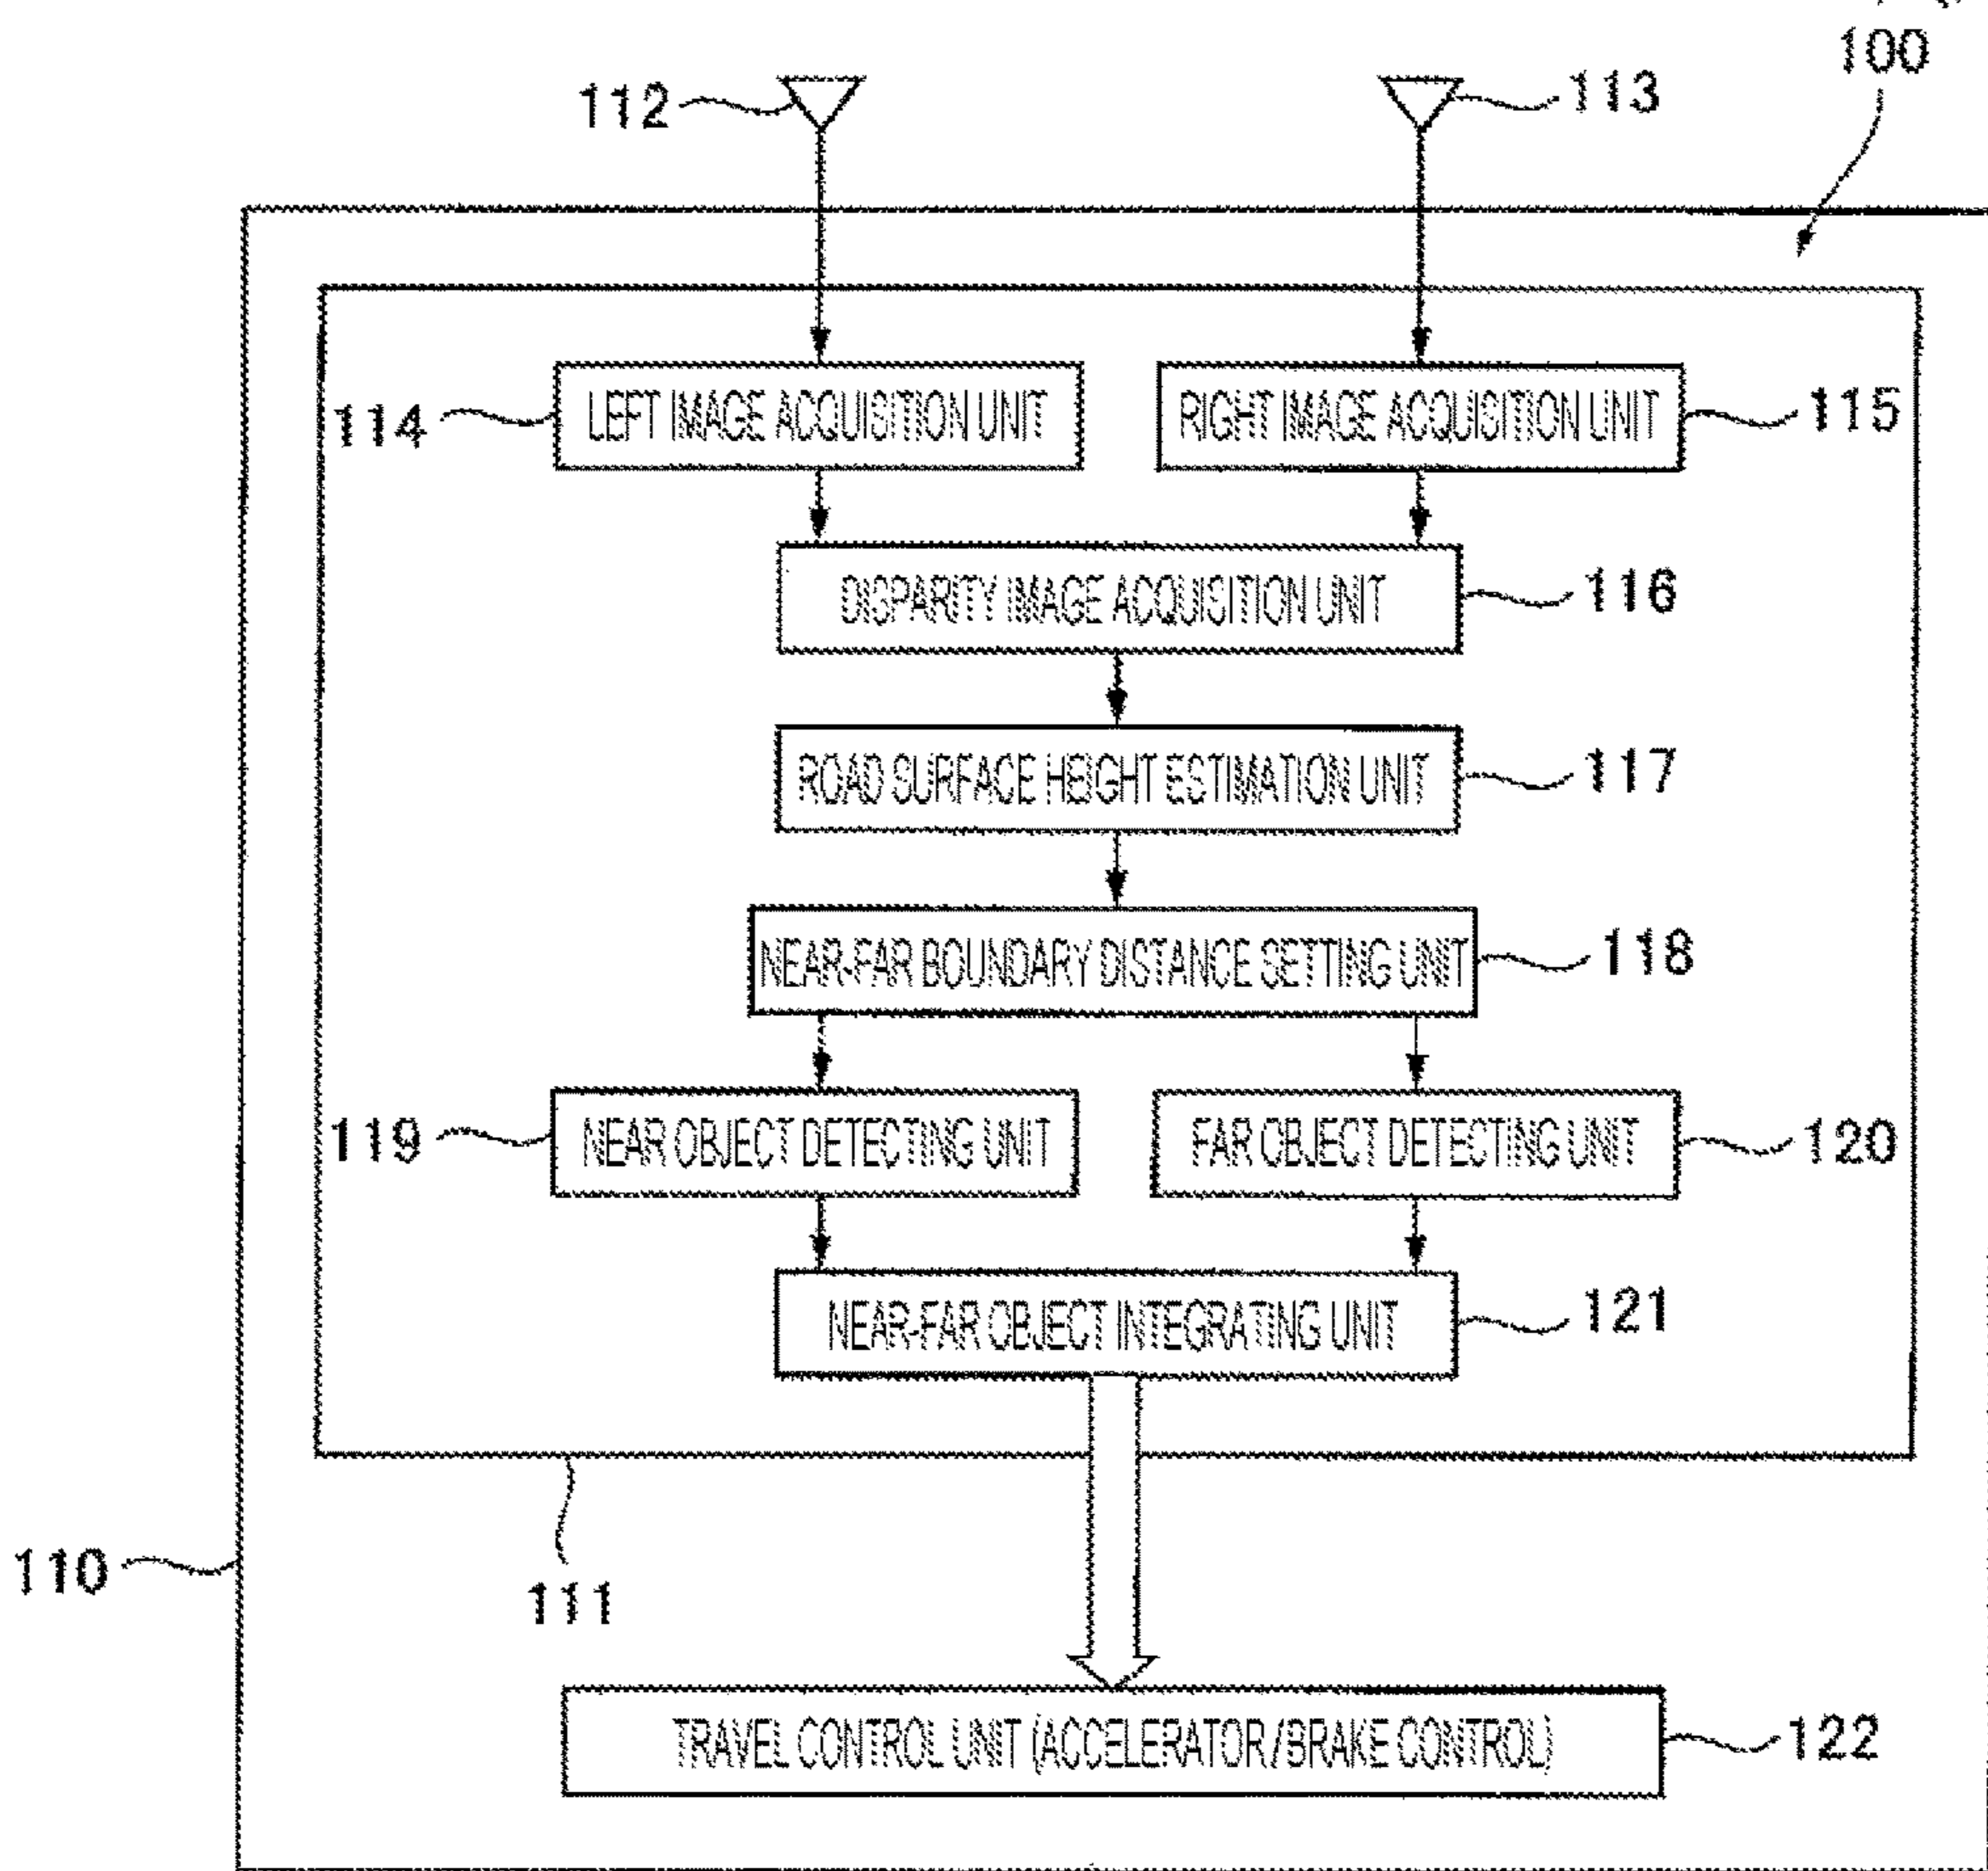 100
112
113
114
LEFT IMAGE ACQUISITION UNIT
RIGHT IMAGE ACQUISITION UNIT
115
DISPARITY IMAGE ACQUISITION UNIT
116
ROAD SURFACE HEIGHT ESTIMATION UNIT
117
NEAR-FAR BOUNDARY DISTANCE SETTING UNIT
118
119
NEAR OBJECT DETECTING UNIT
FAR OBJECT DETECTING UNIT
120
NEAR-FAR OBJECT INTEGRATING UNIT
121
110
111
TRAVEL CONTROL UNIT (ACCELERATOR/BRAKE CONTROL)
122